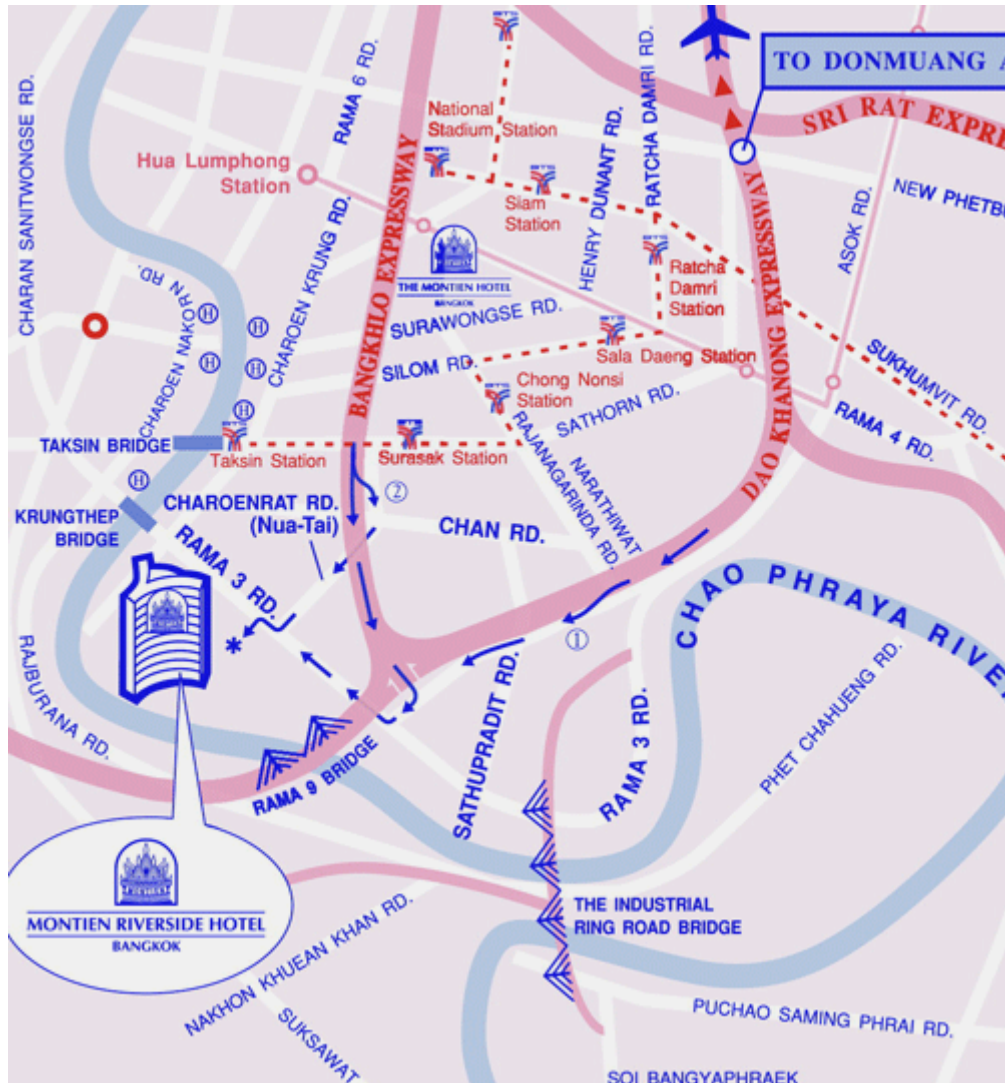 TO DONMUANG A
SRI RAT EXPRE
CHARAN SANITWONGSE RD.
RAMA 6 RD.
RATCHA DAMRI RD.
National
Stadium Station
Hua Lumphong
Station
BANGKHLO EXPRESSWAY
Siam
Station
HENRY DUNANT RD.
NEW PHETBU
ASOK RD.
CHAROEN KRUNG RD.
THE MONTIEN HOTEL
BANGKOK
Ratcha
Damri
Station
DAO KHANONG EXPRESSWAY
CHAROEN NAKORN RD.
H
H
H
H
H
SURAWONGSE RD.
SILOM RD.
Sala Daeng Station
SUKHUMVIT RD.
Chong Nonsi
Station
SATHORN RD.
RAMA 4 RD.
TAKSIN BRIDGE
Taksin Station
Surasak Station
RAJANAGARINDA RD.
NARATHIWAT
H
KRUNGTHEP
BRIDGE
CHAROENRAT RD.
(Nua-Tai)
②
CHAN RD.
RAMA 3 RD.
*
①
CHAO PHRAYA RIVE
RAJBURANA RD.
SATHUPRADIT RD.
RAMA 3 RD.
PHET CHAHUENG RD.
RAMA 9 BRIDGE
MONTIEN RIVERSIDE HOTEL
BANGKOK
THE INDUSTRIAL
RING ROAD BRIDGE
NAKHON KHUEAN KHAN RD.
SUKSAWAT
PUCHAO SAMING PHRAI RD.
SOI BANGYAPHRAEK